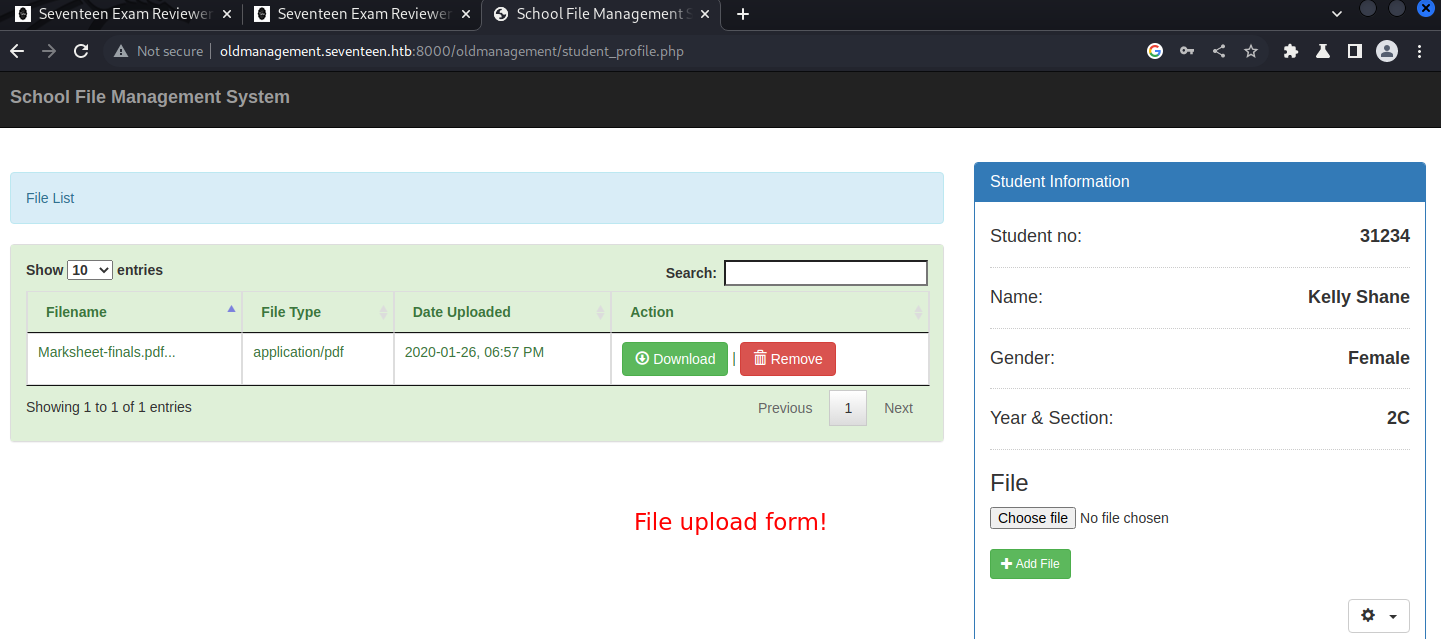 Seventeen Exam Reviewer
Seventeen Exam Reviewer
School File Management S
Not secure
oldmanagement.seventeen.htb:8000/oldmanagement/student_profile.php
School File Management System
File List
Show 10 entries
Search:
Filename File Type Date Uploaded Action
Marksheet-finals.pdf... application/pdf 2020-01-26, 06:57 PM Download | Remove
Showing 1 to 1 of 1 entries
Previous 1 Next
File upload form!
Student Information
Student no: 31234
Name: Kelly Shane
Gender: Female
Year & Section: 2C
File
Choose file No file chosen
Add File